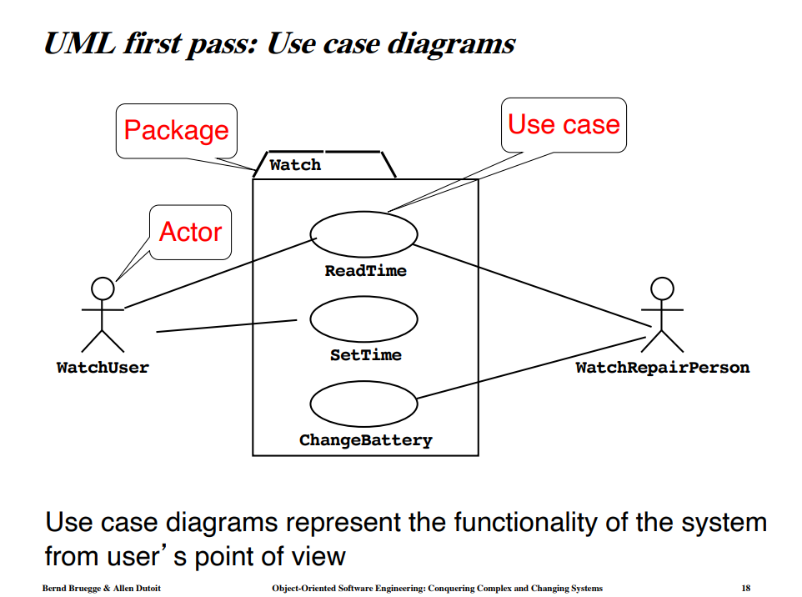 UML first pass: Use case diagrams
Package
Use case
Watch
Actor
ReadTime
SetTime
WatchUser
WatchRepairPerson
ChangeBattery
Use case diagrams represent the functionality of the system
from user’s point of view
Bernd Bruegge & Allen Dutoit Object-Oriented Software Engineering: Conquering Complex and Changing Systems 18